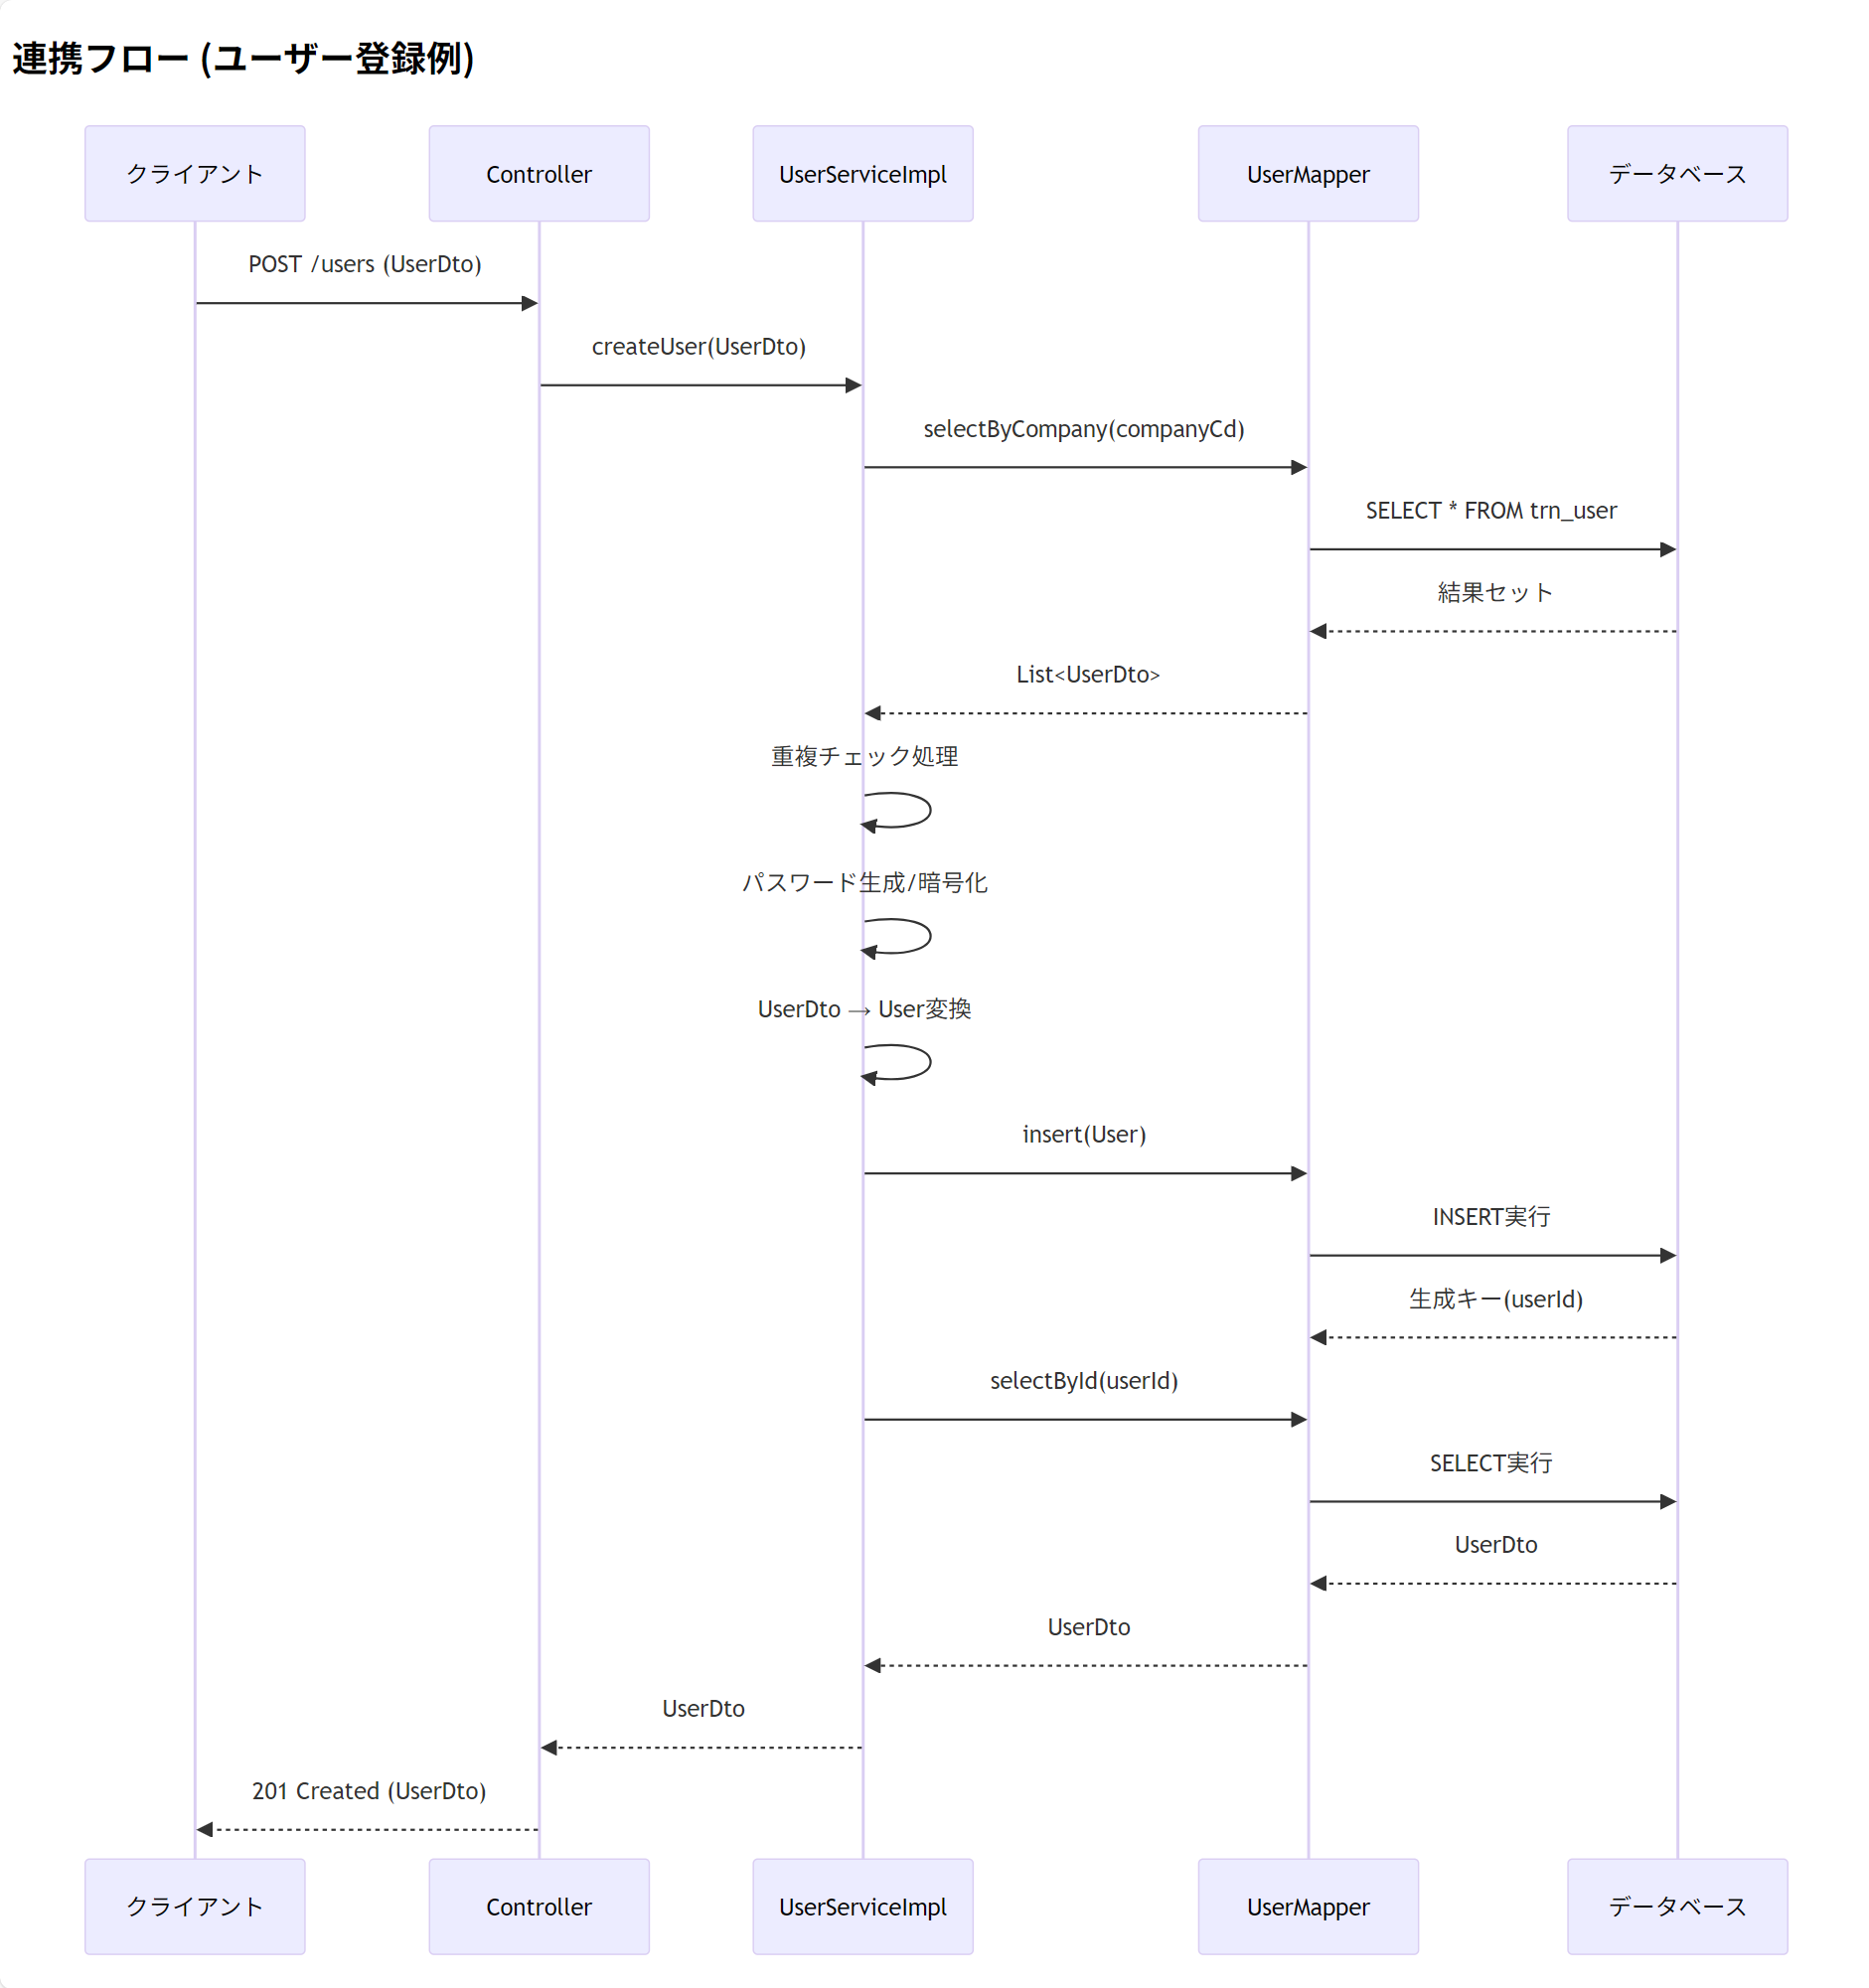 連携フロー (ユーザー登録例)
クライアント
Controller
UserServiceImpl
UserMapper
データベース
POST /users (UserDto)
createUser(UserDto)
selectByCompany(companyCd)
SELECT * FROM trn_user
結果セット
List<UserDto>
重複チェック処理
パスワード生成/暗号化
UserDto → User変換
insert(User)
INSERT実行
生成キー(userId)
selectById(userId)
SELECT実行
UserDto
UserDto
UserDto
201 Created (UserDto)
クライアント
Controller
UserServiceImpl
UserMapper
データベース